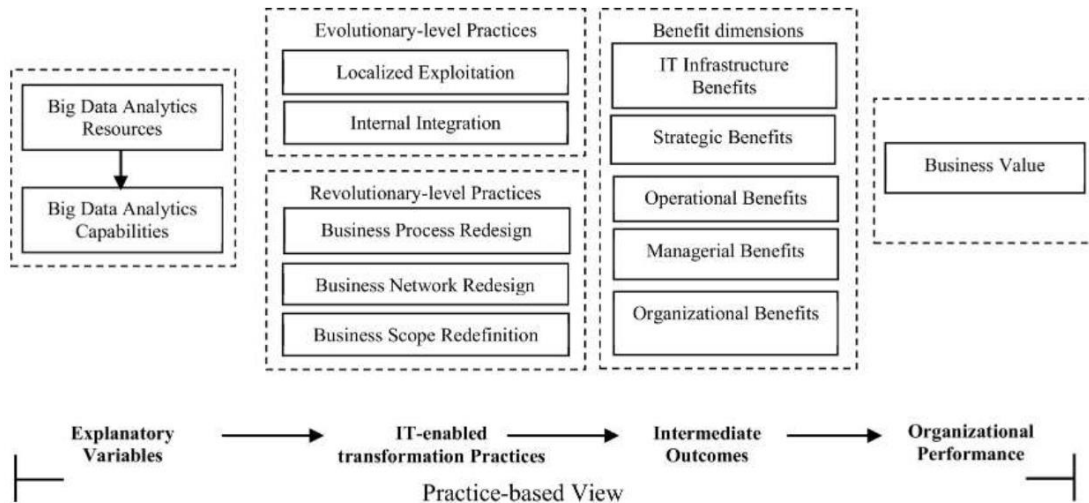 Big Data Analytics
Resources
Big Data Analytics
Capabilities
Evolutionary-level Practices
Localized Exploitation
Internal Integration
Revolutionary-level Practices
Business Process Redesign
Business Network Redesign
Business Scope Redefinition
Benefit dimensions
IT Infrastructure
Benefits
Strategic Benefits
Operational Benefits
Managerial Benefits
Organizational Benefits
Business Value
Explanatory
Variables
IT-enabled
transformation Practices
Intermediate
Outcomes
Organizational
Performance
Practice-based View